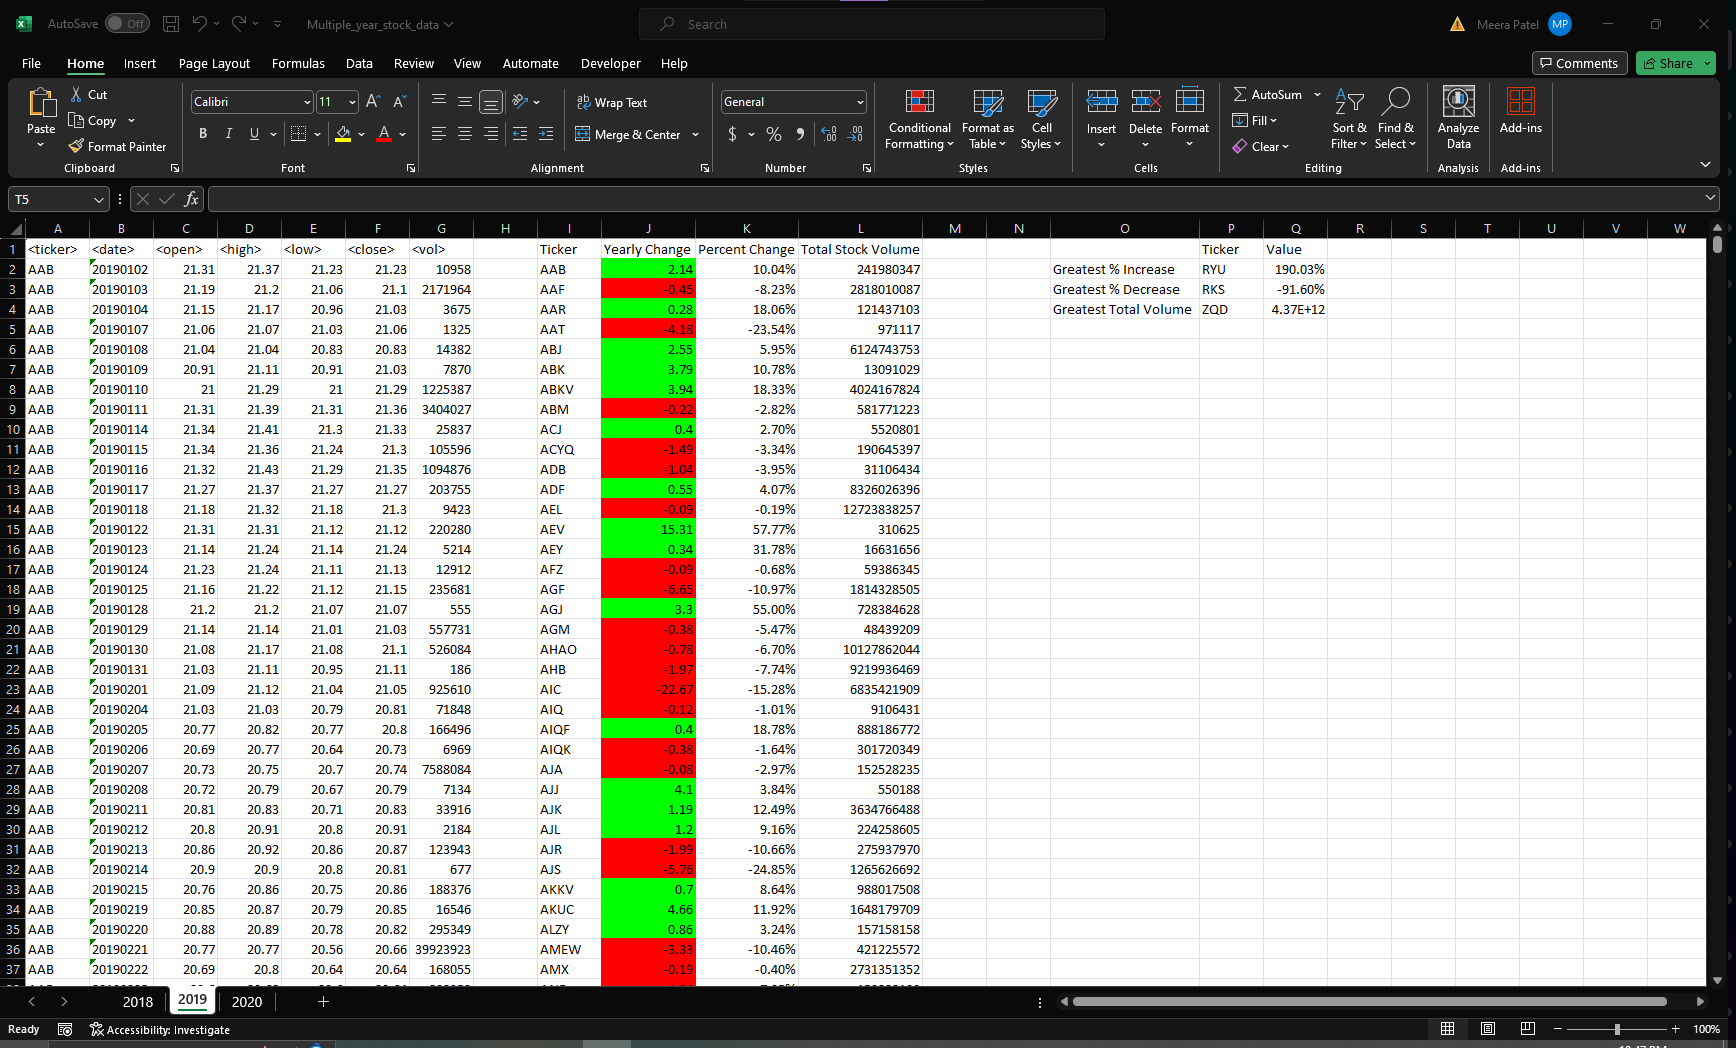 AutoSave Off Multiple_year_stock_data Search Meera Patel MP
File Home Insert Page Layout Formulas Data Review View Automate Developer Help Comments Share
Paste Cut Copy Format Painter Clipboard
Calibri 11 B I U A Font
ab Wrap Text Merge & Center Alignment
General $ % Number
Conditional Formatting Format as Table Cell Styles Styles
Insert Delete Format Cells
AutoSum Fill Clear Sort & Filter Find & Select Editing
Analyze Data Analysis Add-ins Add-ins
T5 fx
A B C D E F G H I J K L M N O P Q R S T U V W
1 <ticker> <date> <open> <high> <low> <close> <vol> Ticker Yearly Change Percent Change Total Stock Volume Ticker Value
2 AAB 20190102 21.31 21.37 21.23 21.23 10958 AAB 2.14 10.04% 241980347 Greatest % Increase RYU 190.03%
3 AAB 20190103 21.19 21.2 21.06 21.1 2171964 AAF -0.45 -8.23% 2818010087 Greatest % Decrease RKS -91.60%
4 AAB 20190104 21.15 21.17 20.96 21.03 3675 AAR 0.28 18.06% 121437103 Greatest Total Volume ZQD 4.37E+12
5 AAB 20190107 21.06 21.07 21.03 21.06 1325 AAT -4.18 -23.54% 971117
6 AAB 20190108 21.04 21.04 20.83 20.83 14382 ABJ 2.55 5.95% 6124743753
7 AAB 20190109 20.91 21.11 20.91 21.03 7870 ABK 3.79 10.78% 13091029
8 AAB 20190110 21 21.29 21 21.29 1225387 ABKV 3.94 18.33% 4024167824
9 AAB 20190111 21.31 21.39 21.31 21.36 3404027 ABM -0.22 -2.82% 581771223
10 AAB 20190114 21.34 21.41 21.3 21.33 25837 ACJ 0.4 2.70% 5520801
11 AAB 20190115 21.34 21.36 21.24 21.3 105596 ACYQ -1.49 -3.34% 190645397
12 AAB 20190116 21.32 21.43 21.29 21.35 1094876 ADB -1.04 -3.95% 31106434
13 AAB 20190117 21.27 21.37 21.27 21.27 203755 ADF 0.55 4.07% 8326026396
14 AAB 20190118 21.18 21.32 21.18 21.3 9423 AEL -0.09 -0.19% 12723838257
15 AAB 20190122 21.31 21.31 21.12 21.12 220280 AEV 15.31 57.77% 310625
16 AAB 20190123 21.14 21.24 21.14 21.24 5214 AEY 0.34 31.78% 16631656
17 AAB 20190124 21.23 21.24 21.11 21.13 12912 AFZ -0.09 -0.68% 59386345
18 AAB 20190125 21.16 21.22 21.12 21.15 235681 AGF -6.65 -10.97% 1814328505
19 AAB 20190128 21.2 21.2 21.07 21.07 555 AGJ 3.3 55.00% 728384628
20 AAB 20190129 21.14 21.14 21.01 21.03 557731 AGM -0.38 -5.47% 48439209
21 AAB 20190130 21.08 21.17 21.08 21.1 526084 AHAO -0.78 -6.70% 10127862044
22 AAB 20190131 21.03 21.11 20.95 21.11 186 AHB -1.97 -7.74% 9219936469
23 AAB 20190201 21.09 21.12 21.04 21.05 925610 AIC -22.67 -15.28% 6835421909
24 AAB 20190204 21.03 21.03 20.79 20.81 71848 AIQ -0.12 -1.01% 9106431
25 AAB 20190205 20.77 20.82 20.77 20.8 166496 AIQF 0.4 18.78% 888186772
26 AAB 20190206 20.69 20.77 20.64 20.73 6969 AIQK -0.38 -1.64% 301720349
27 AAB 20190207 20.73 20.75 20.7 20.74 7588084 AJA -0.08 -2.97% 152528235
28 AAB 20190208 20.72 20.79 20.67 20.79 7134 AJJ 4.1 3.84% 550188
29 AAB 20190211 20.81 20.83 20.71 20.83 33916 AJK 1.19 12.49% 3634766488
30 AAB 20190212 20.8 20.91 20.8 20.91 2184 AJL 1.2 9.16% 224258605
31 AAB 20190213 20.86 20.92 20.86 20.87 123943 AJR -1.99 -10.66% 275937970
32 AAB 20190214 20.9 20.9 20.8 20.81 677 AJS -5.76 -24.85% 1265626692
33 AAB 20190215 20.76 20.86 20.75 20.86 188376 AKKV 0.7 8.64% 988017508
34 AAB 20190219 20.85 20.87 20.79 20.85 16546 AKUC 4.66 11.92% 1648179709
35 AAB 20190220 20.88 20.89 20.78 20.82 295349 ALZY 0.86 3.24% 157158158
36 AAB 20190221 20.77 20.77 20.56 20.66 39923923 AMEW -3.33 -10.46% 421225572
37 AAB 20190222 20.69 20.8 20.64 20.64 168055 AMX -0.19 -0.40% 2731351352
2018 2019 2020
Ready Accessibility: Investigate 100%